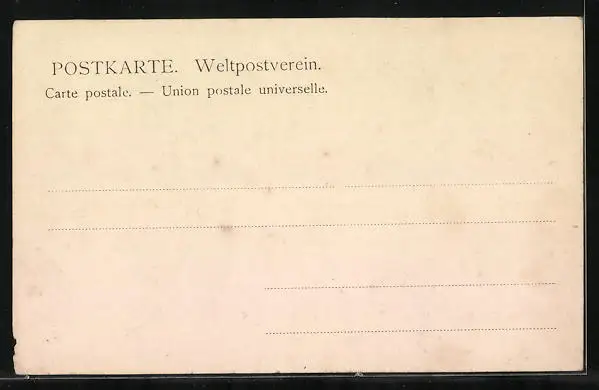 POSTKARTE. Weltpostverein.
Carte postale. — Union postale universelle.